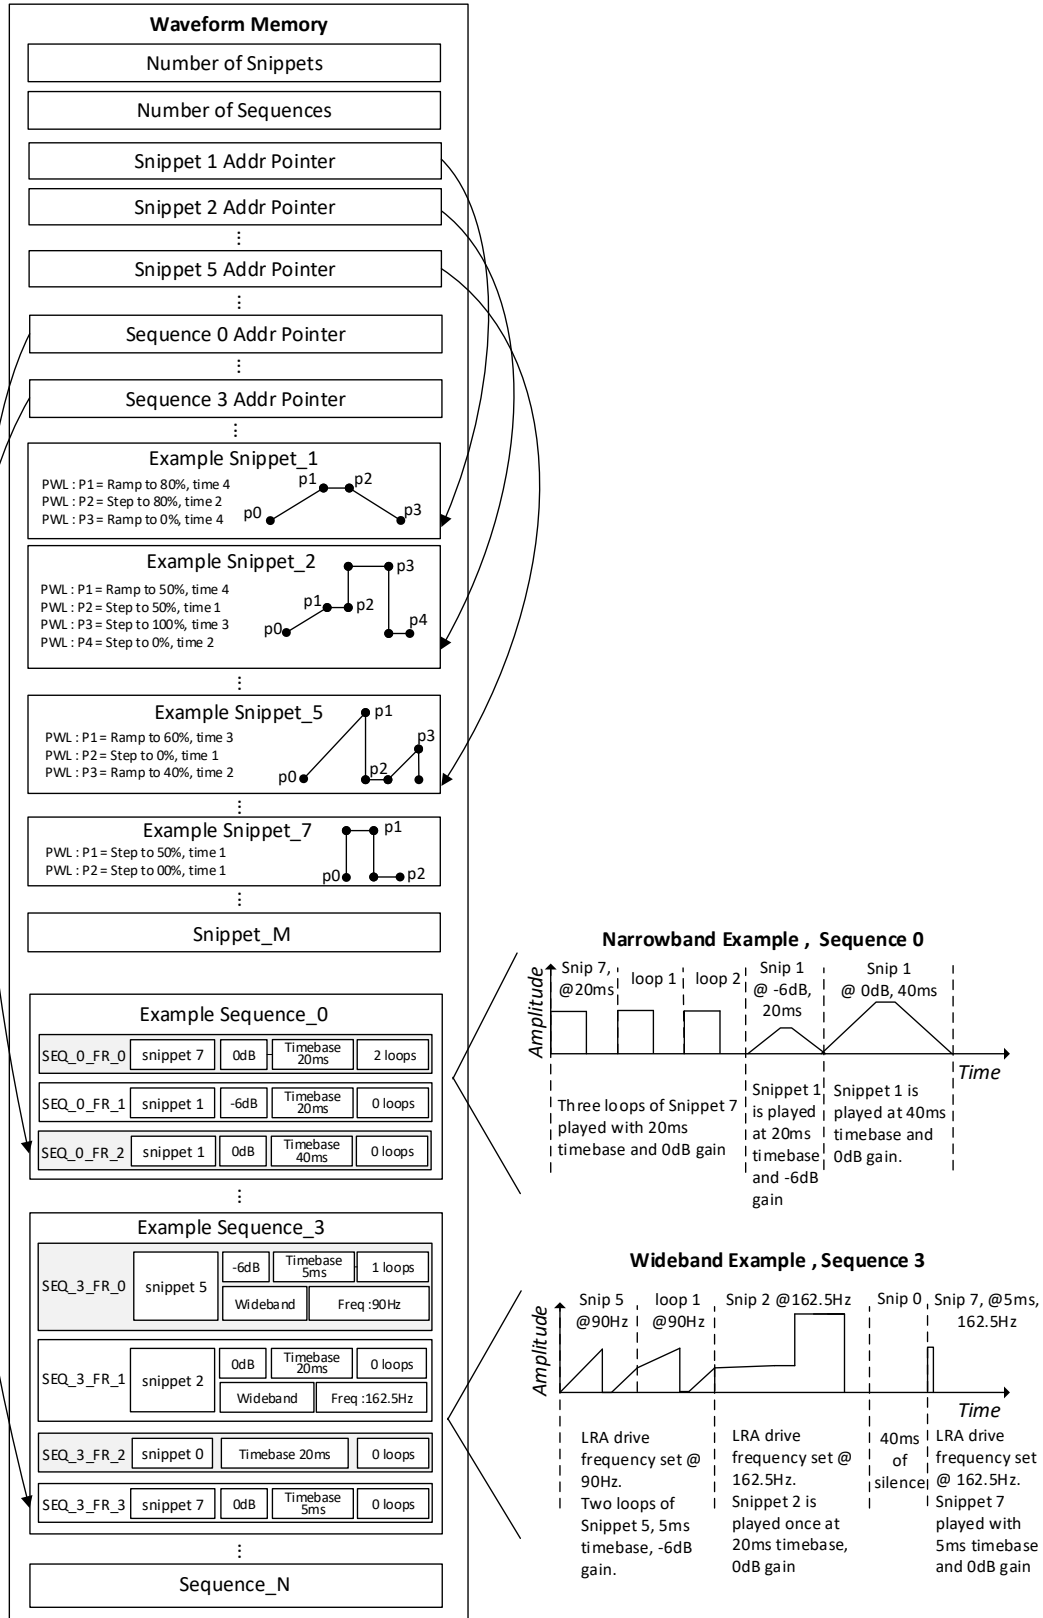 Waveform Memory
Number of Snippets
Number of Sequences
Snippet 1 Addr Pointer
Snippet 2 Addr Pointer
⋮
Snippet 5 Addr Pointer
⋮
Sequence 0 Addr Pointer
⋮
Sequence 3 Addr Pointer
⋮
Example Snippet_1
PWL : P1 = Ramp to 80%, time 4
PWL : P2 = Step to 80%, time 2
PWL : P3 = Ramp to 0%, time 4
p0
p1
p2
p3
Example Snippet_2
PWL : P1 = Ramp to 50%, time 4
PWL : P2 = Step to 50%, time 1
PWL : P3 = Step to 100%, time 3
PWL : P4 = Step to 0%, time 2
p0
p1
p2
p3
p4
⋮
Example Snippet_5
PWL : P1 = Ramp to 60%, time 3
PWL : P2 = Step to 0%, time 1
PWL : P3 = Ramp to 40%, time 2
p0
p1
p2
p3
⋮
Example Snippet_7
PWL : P1 = Step to 50%, time 1
PWL : P2 = Step to 00%, time 1
p0
p1
p2
⋮
Snippet_M
Example Sequence_0
SEQ_0_FR_0 snippet 7 0dB Timebase 20ms 2 loops
SEQ_0_FR_1 snippet 1 -6dB Timebase 20ms 0 loops
SEQ_0_FR_2 snippet 1 0dB Timebase 40ms 0 loops
⋮
Example Sequence_3
SEQ_3_FR_0 snippet 5 -6dB Timebase 5ms 1 loops
Wideband Freq :90Hz
SEQ_3_FR_1 snippet 2 0dB Timebase 20ms 0 loops
Wideband Freq :162.5Hz
SEQ_3_FR_2 snippet 0 Timebase 20ms 0 loops
SEQ_3_FR_3 snippet 7 0dB Timebase 5ms 0 loops
⋮
Sequence_N
Narrowband Example , Sequence 0
Amplitude
Snip 7,
@20ms
loop 1
loop 2
Snip 1
@ -6dB,
20ms
Snip 1
@ 0dB, 40ms
Time
Three loops of Snippet 7
played with 20ms
timebase and 0dB gain
Snippet 1
is played
at 20ms
timebase
and -6dB
gain
Snippet 1 is
played at 40ms
timebase and
0dB gain.
Wideband Example , Sequence 3
Amplitude
Snip 5
@90Hz
loop 1
@90Hz
Snip 2 @162.5Hz
Snip 0
Snip 7, @5ms,
162.5Hz
Time
LRA drive
frequency set @
90Hz.
Two loops of
Snippet 5, 5ms
timebase, -6dB
gain.
LRA drive
frequency set @
162.5Hz.
Snippet 2 is
played once at
20ms timebase,
0dB gain
40ms
of
silence
LRA drive
frequency set
@ 162.5Hz.
Snippet 7
played with
5ms timebase
and 0dB gain